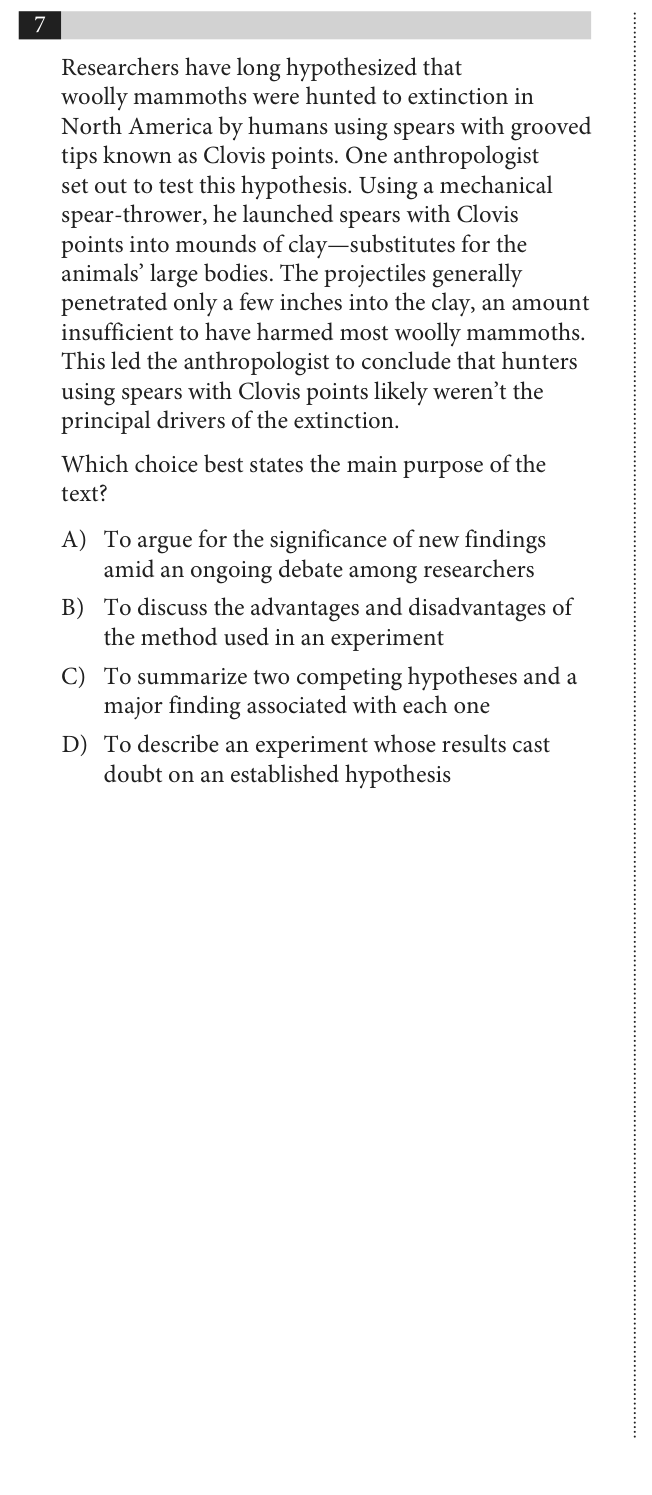 7
Researchers have long hypothesized that
woolly mammoths were hunted to extinction in
North America by humans using spears with grooved
tips known as Clovis points. One anthropologist
set out to test this hypothesis. Using a mechanical
spear-thrower, he launched spears with Clovis
points into mounds of clay—substitutes for the
animals’ large bodies. The projectiles generally
penetrated only a few inches into the clay, an amount
insufficient to have harmed most woolly mammoths.
This led the anthropologist to conclude that hunters
using spears with Clovis points likely weren’t the
principal drivers of the extinction.
Which choice best states the main purpose of the
text?
A) To argue for the significance of new findings
amid an ongoing debate among researchers
B) To discuss the advantages and disadvantages of
the method used in an experiment
C) To summarize two competing hypotheses and a
major finding associated with each one
D) To describe an experiment whose results cast
doubt on an established hypothesis